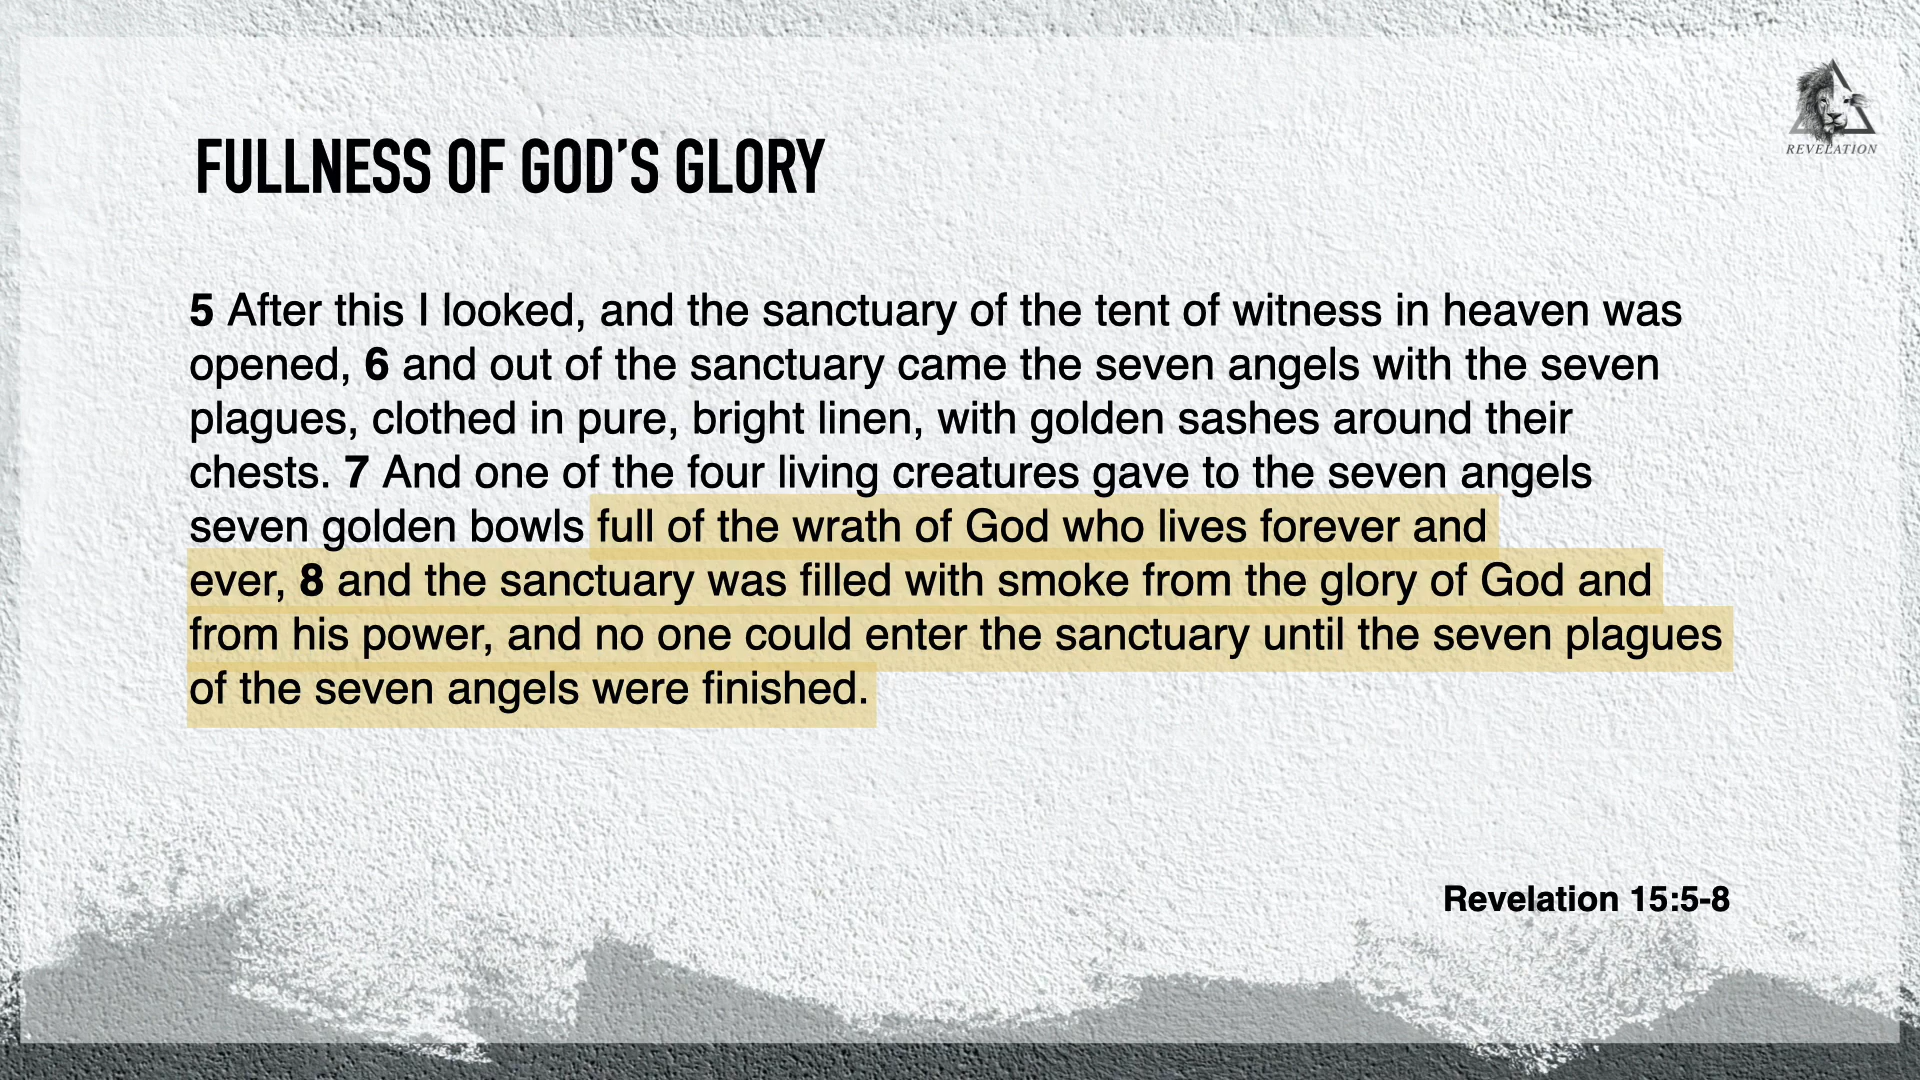 REVELATION
FULLNESS OF GOD’S GLORY
5 After this I looked, and the sanctuary of the tent of witness in heaven was
opened, 6 and out of the sanctuary came the seven angels with the seven
plagues, clothed in pure, bright linen, with golden sashes around their
chests. 7 And one of the four living creatures gave to the seven angels
seven golden bowls full of the wrath of God who lives forever and
ever, 8 and the sanctuary was filled with smoke from the glory of God and
from his power, and no one could enter the sanctuary until the seven plagues
of the seven angels were finished.
Revelation 15:5-8